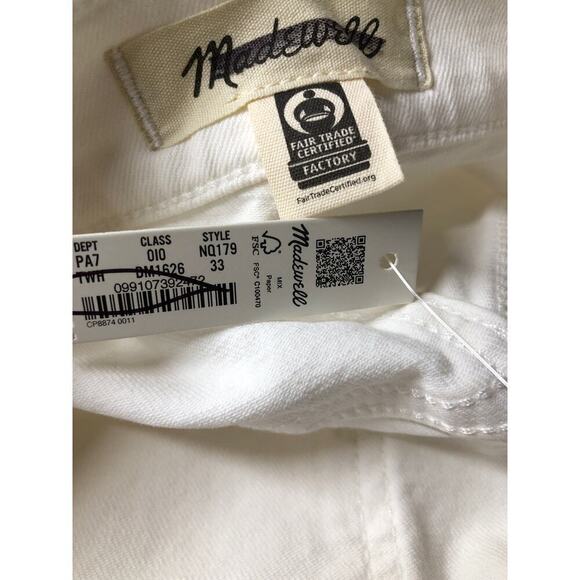 Madewell
FAIR TRADE
CERTIFIED
FACTORY
FairTradeCertified.org
DEPT CLASS STYLE
PA7 010 NQ179
TWH BM1626 33
CP8874 0011
FSC
MIX
Paper
FSC® C100470
Madewell